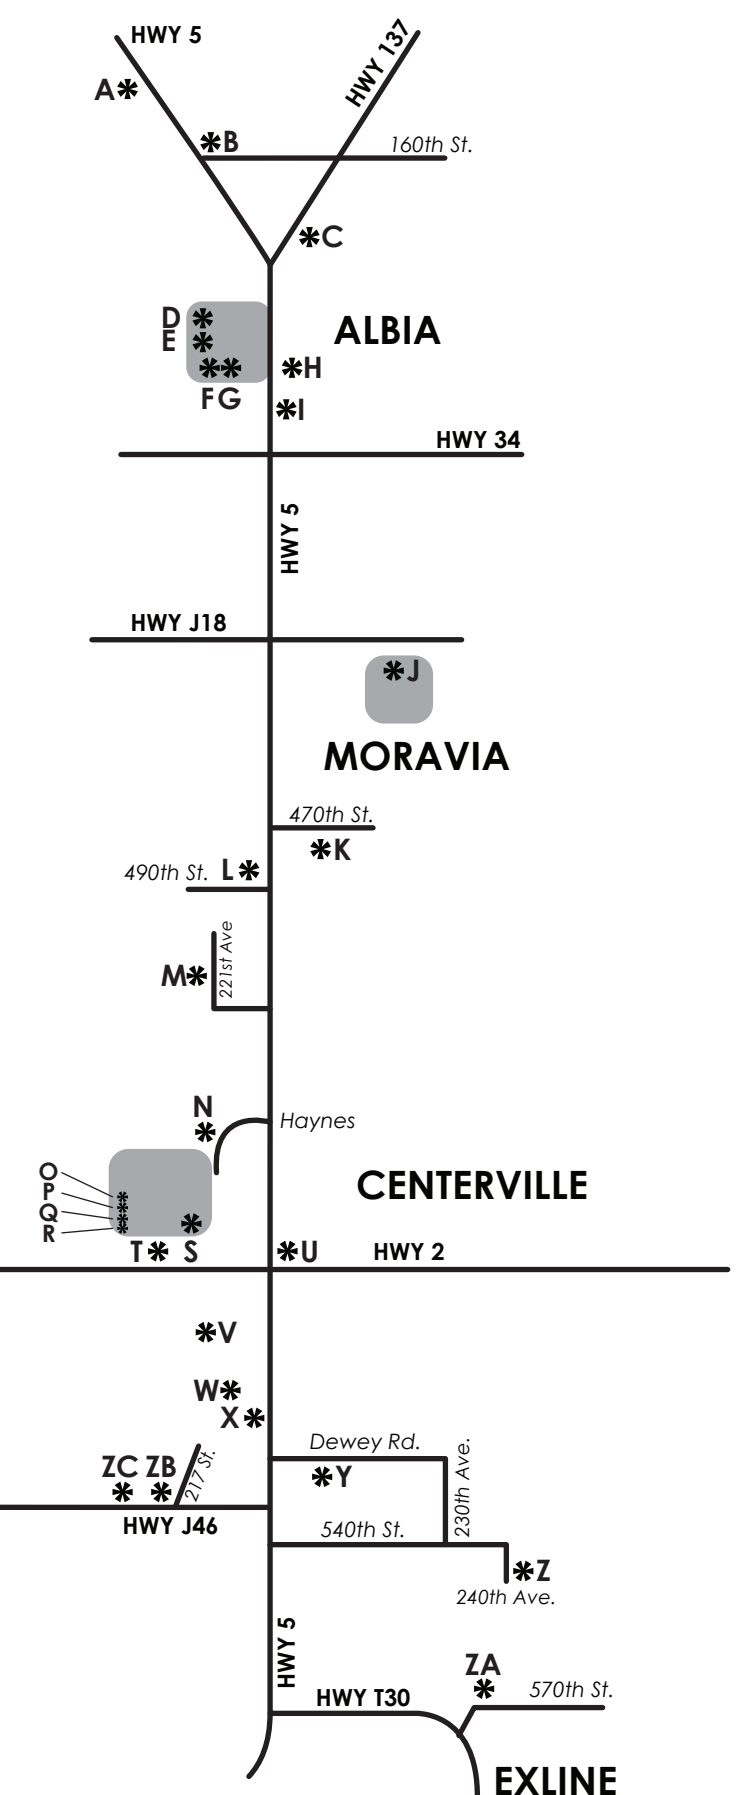 HWY 5
HWY 137
A
B
160th St.
C
D
E
ALBIA
H
F G
I
HWY 34
HWY 5
HWY J18
J
MORAVIA
470th St.
K
490th St. L
M
221st Ave
N
Haynes
O
P
Q
R
CENTERVILLE
T S U HWY 2
V
W
X
Dewey Rd.
ZC ZB
217 St.
Y
230th Ave.
HWY J46
540th St.
Z
240th Ave.
HWY 5
ZA
HWY T30
570th St.
EXLINE